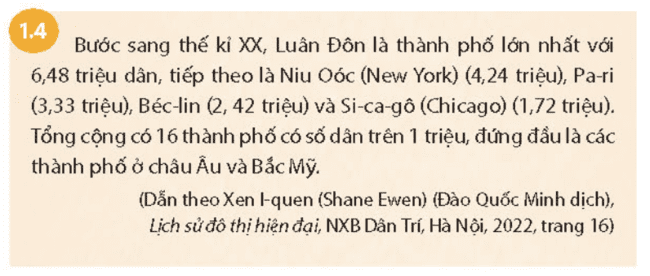 1.4
Bước sang thế kỉ XX, Luân Đôn là thành phố lớn nhất với
6,48 triệu dân, tiếp theo là Niu Oóc (New York) (4,24 triệu), Pa-ri
(3,33 triệu), Béc-lin (2, 42 triệu) và Si-ca-gô (Chicago) (1,72 triệu).
Tổng cộng có 16 thành phố có số dân trên 1 triệu, đứng đầu là các
thành phố ở châu Âu và Bắc Mỹ.
(Dẫn theo Xen I-quen (Shane Ewen) (Đào Quốc Minh dịch),
Lịch sử đô thị hiện đại, NXB Dân Trí, Hà Nội, 2022, trang 16)